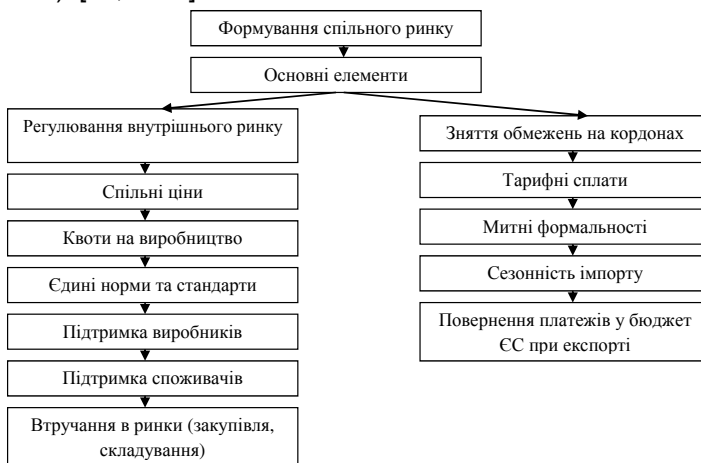 Формування спільного ринку
Основні елементи
Регулювання внутрішнього ринку
Спільні ціни
Квоти на виробництво
Єдині норми та стандарти
Підтримка виробників
Підтримка споживачів
Втручання в ринки (закупівля,
складування)
Зняття обмежень на кордонах
Тарифні сплати
Митні формальності
Сезонність імпорту
Повернення платежів у бюджет
ЄС при експорті